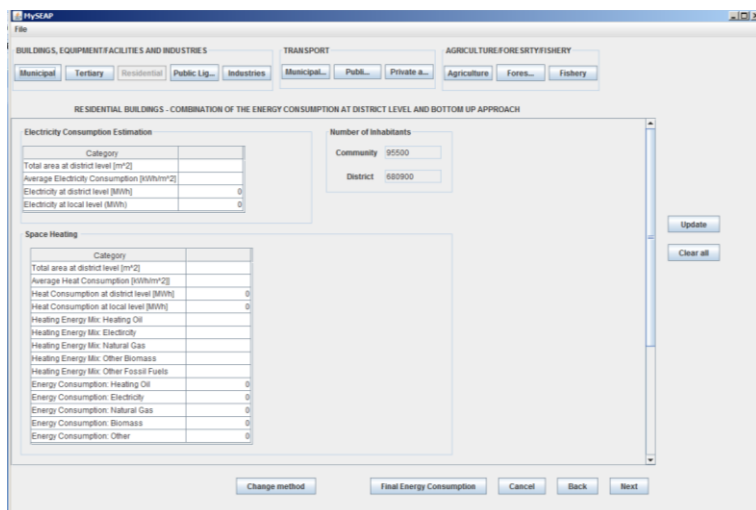 MySEAP
File
BUILDINGS, EQUIPMENT/FACILITIES AND INDUSTRIES TRANSPORT AGRICULTURE/FORESRTY/FISHERY
Municipal Tertiary Residential Public Lig... Industries Municipal... Publi... Private a... Agriculture Fores... Fishery
RESIDENTIAL BUILDINGS - COMBINATION OF THE ENERGY CONSUMPTION AT DISTRICT LEVEL AND BOTTOM UP APPROACH
Electricity Consumption Estimation
Category
Total area at district level [m^2]
Average Electricity Consumption [kWh/m^2]
Electricity at district level [MWh] 0
Electricity at local level (MWh) 0
Number of Inhabitants
Community 95500
District 680900
Update
Clear all
Space Heating
Category
Total area at district level [m^2]
Average Heat Consumption [kWh/m^2]]
Heat Consumption at district level [MWh] 0
Heat Consumption at local level [MWh] 0
Heating Energy Mix: Heating Oil
Heating Energy Mix: Electircity
Heating Energy Mix: Natural Gas
Heating Energy Mix: Other Biomass
Heating Energy Mix: Other Fossil Fuels
Energy Consumption: Heating Oil 0
Energy Consumption: Electricity 0
Energy Consumption: Natural Gas 0
Energy Consumption: Biomass 0
Energy Consumption: Other 0
Change method Final Energy Consumption Cancel Back Next